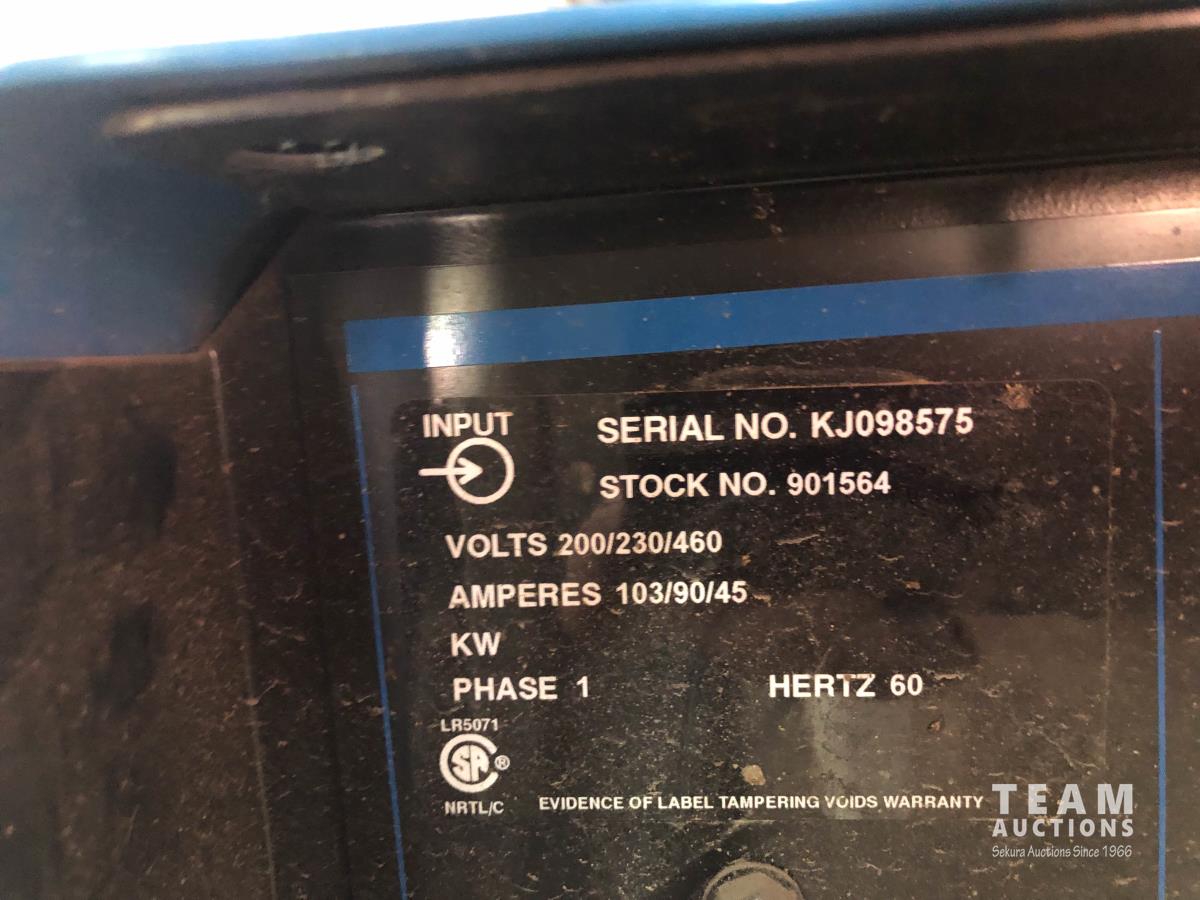 INPUT
SERIAL NO. KJ098575
STOCK NO. 901564
VOLTS 200/230/460
AMPERES 103/90/45
KW
PHASE 1 HERTZ 60
LR5071
SA®
NRTL/C
EVIDENCE OF LABEL TAMPERING VOIDS WARRANTY
TEAM
AUCTIONS
Sekura Auctions Since 1966